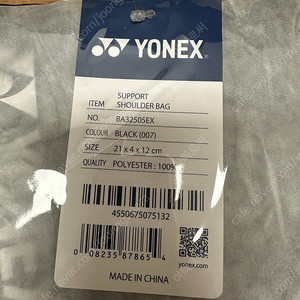 YONEX
SUPPORT
ITEM SHOULDER BAG
NO. BA32505EX
COLOUR BLACK (007)
SIZE 21 x 4 x 12 cm
QUALITY POLYESTER : 100%
4550675075132
0 08235 87865 4
yonex.com
MADE IN CHINA